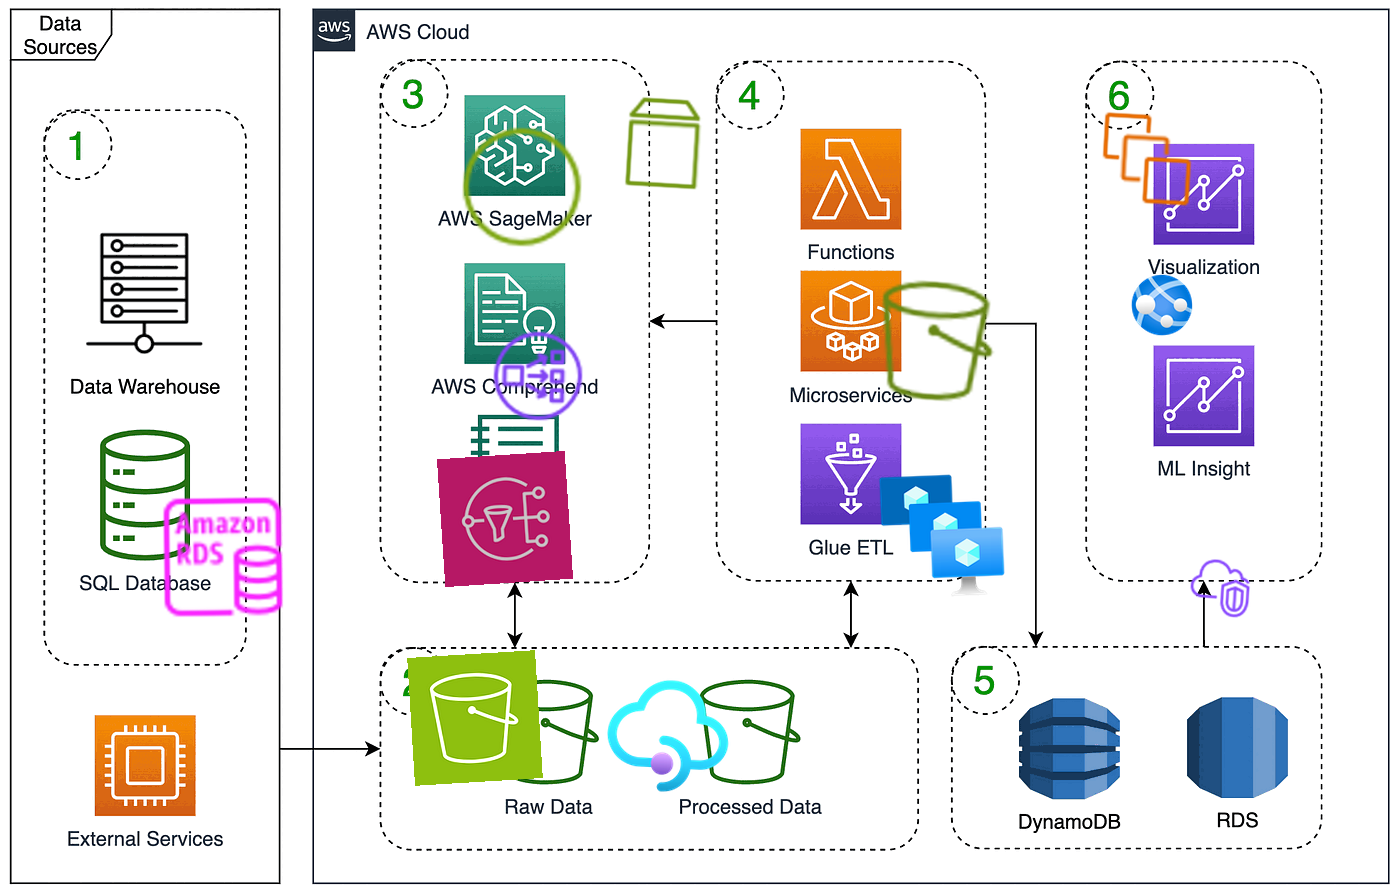 Data
Sources
aws
AWS Cloud
1
Data Warehouse
Amazon
RDS
SQL Database
External Services
3
AWS SageMaker
AWS Comprehend
4
Functions
Microservices
Glue ETL
6
Visualization
ML Insight
2
Raw Data
Processed Data
5
DynamoDB
RDS